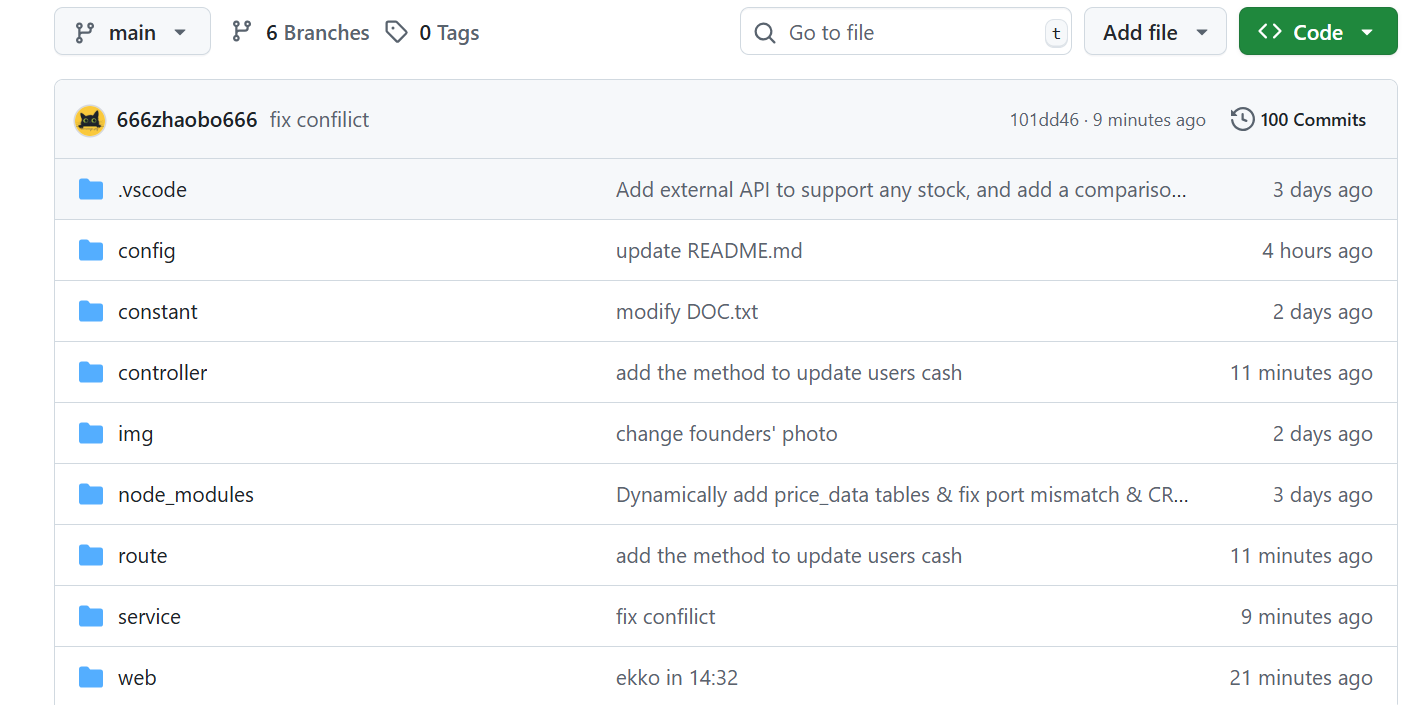 main 6 Branches 0 Tags Go to file t Add file Code
666zhaobo666 fix confilict 101dd46 · 9 minutes ago 100 Commits
.vscode Add external API to support any stock, and add a compariso... 3 days ago
config update README.md 4 hours ago
constant modify DOC.txt 2 days ago
controller add the method to update users cash 11 minutes ago
img change founders' photo 2 days ago
node_modules Dynamically add price_data tables & fix port mismatch & CR... 3 days ago
route add the method to update users cash 11 minutes ago
service fix confilict 9 minutes ago
web ekko in 14:32 21 minutes ago